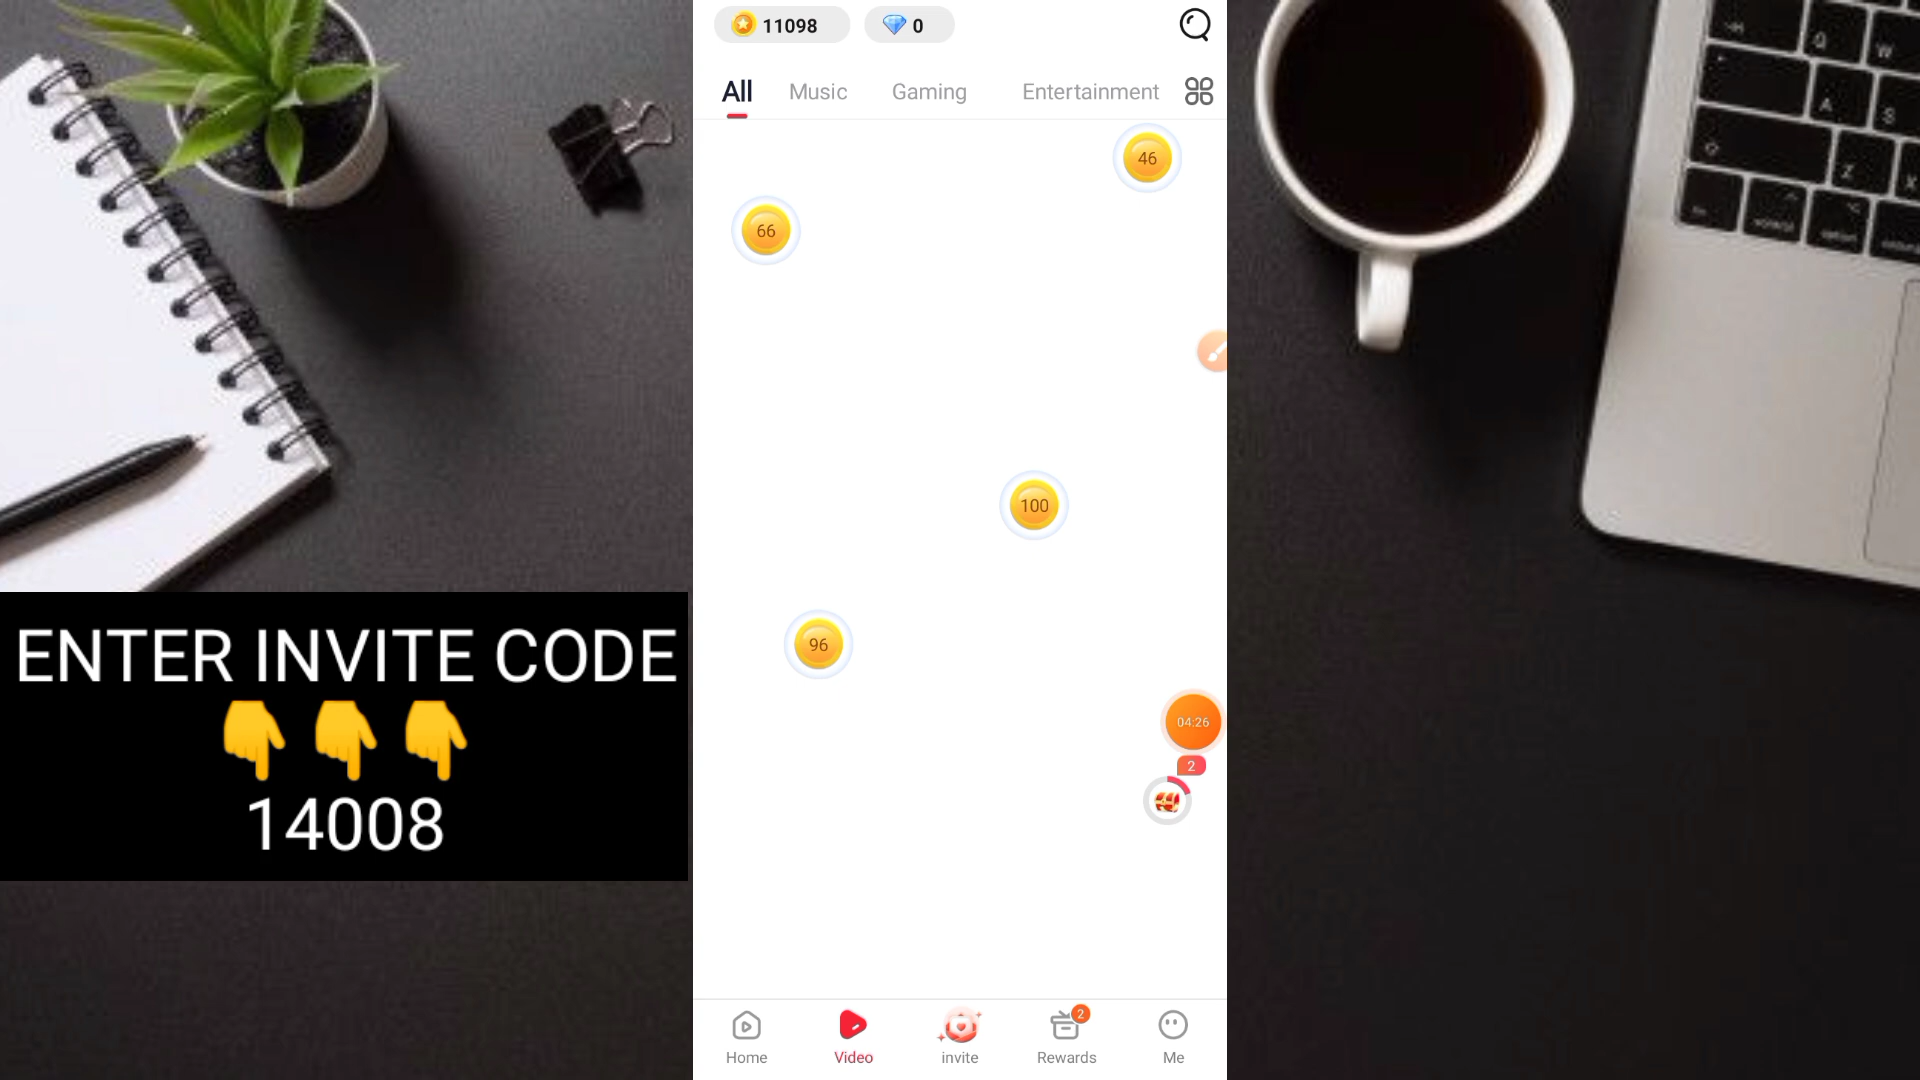 11098
0
All
Music
Gaming
Entertainment
46
66
100
96
04:26
2
Home
Video
invite
2
Rewards
Me
ENTER INVITE CODE
👇👇👇
14008
Q
W
A
S
Z
X